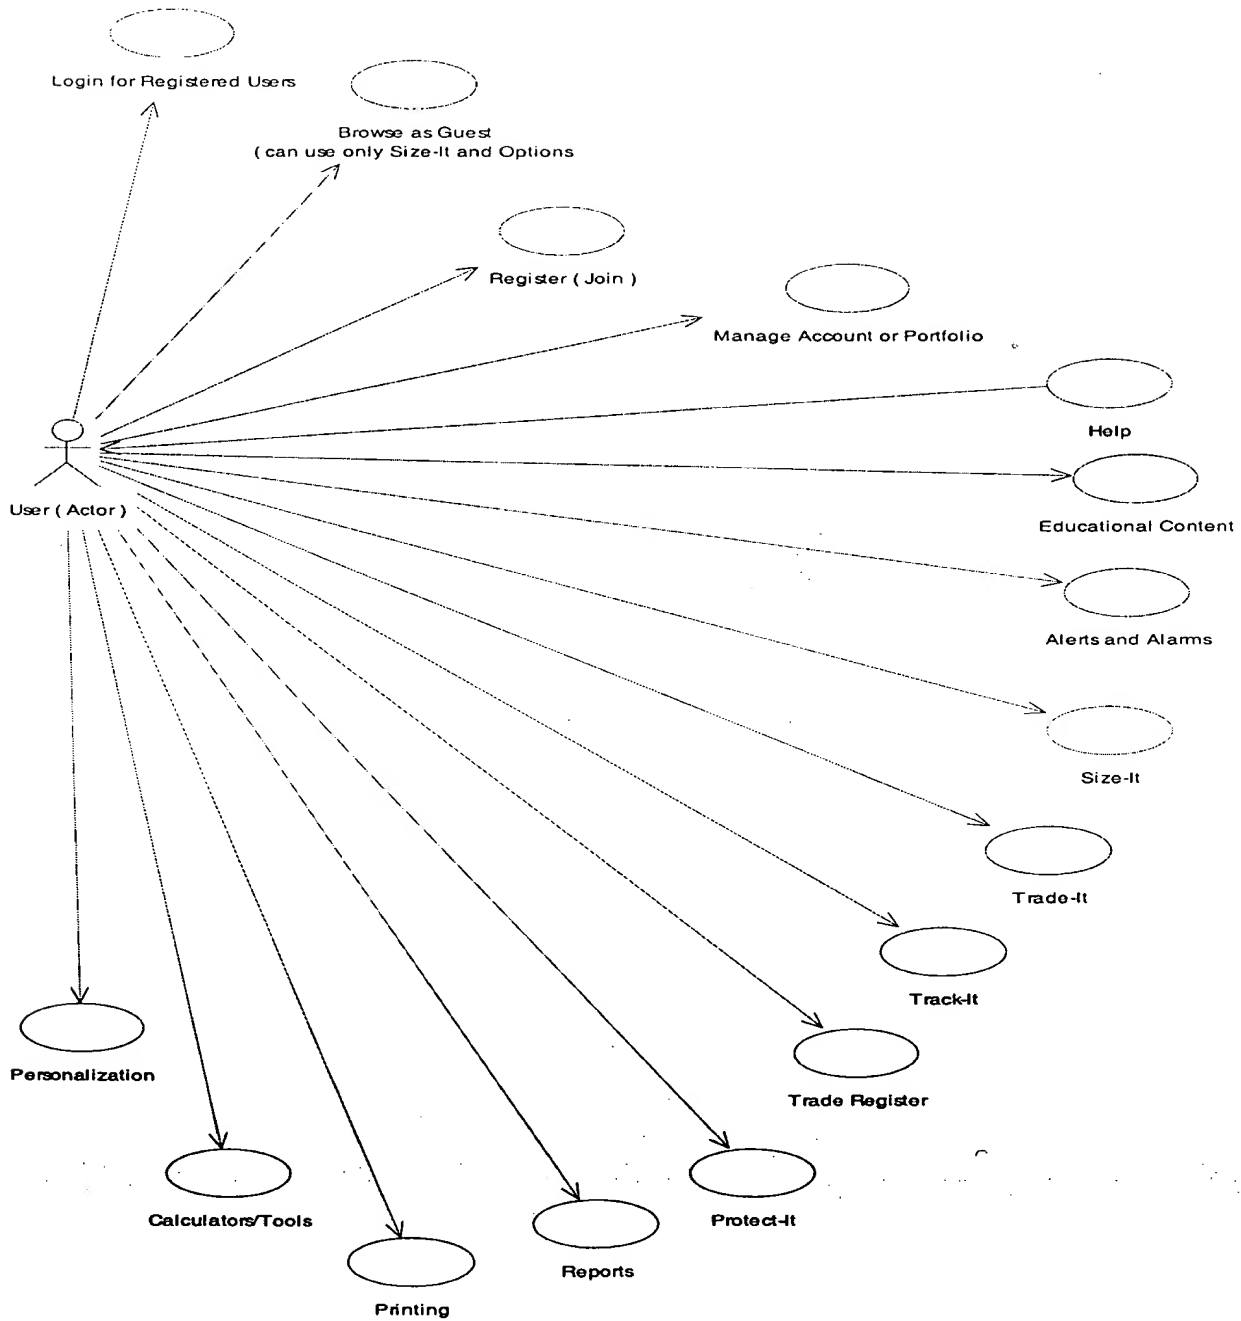 Login for Registered Users
Browse as Guest
( can use only Size-It and Options
Register ( Join )
Manage Account or Portfolio
Help
User ( Actor )
Educational Content
Alerts and Alarms
Size-It
Trade-It
Track-It
Personalization
Trade Register
Calculators/Tools
Protect-It
Reports
Printing